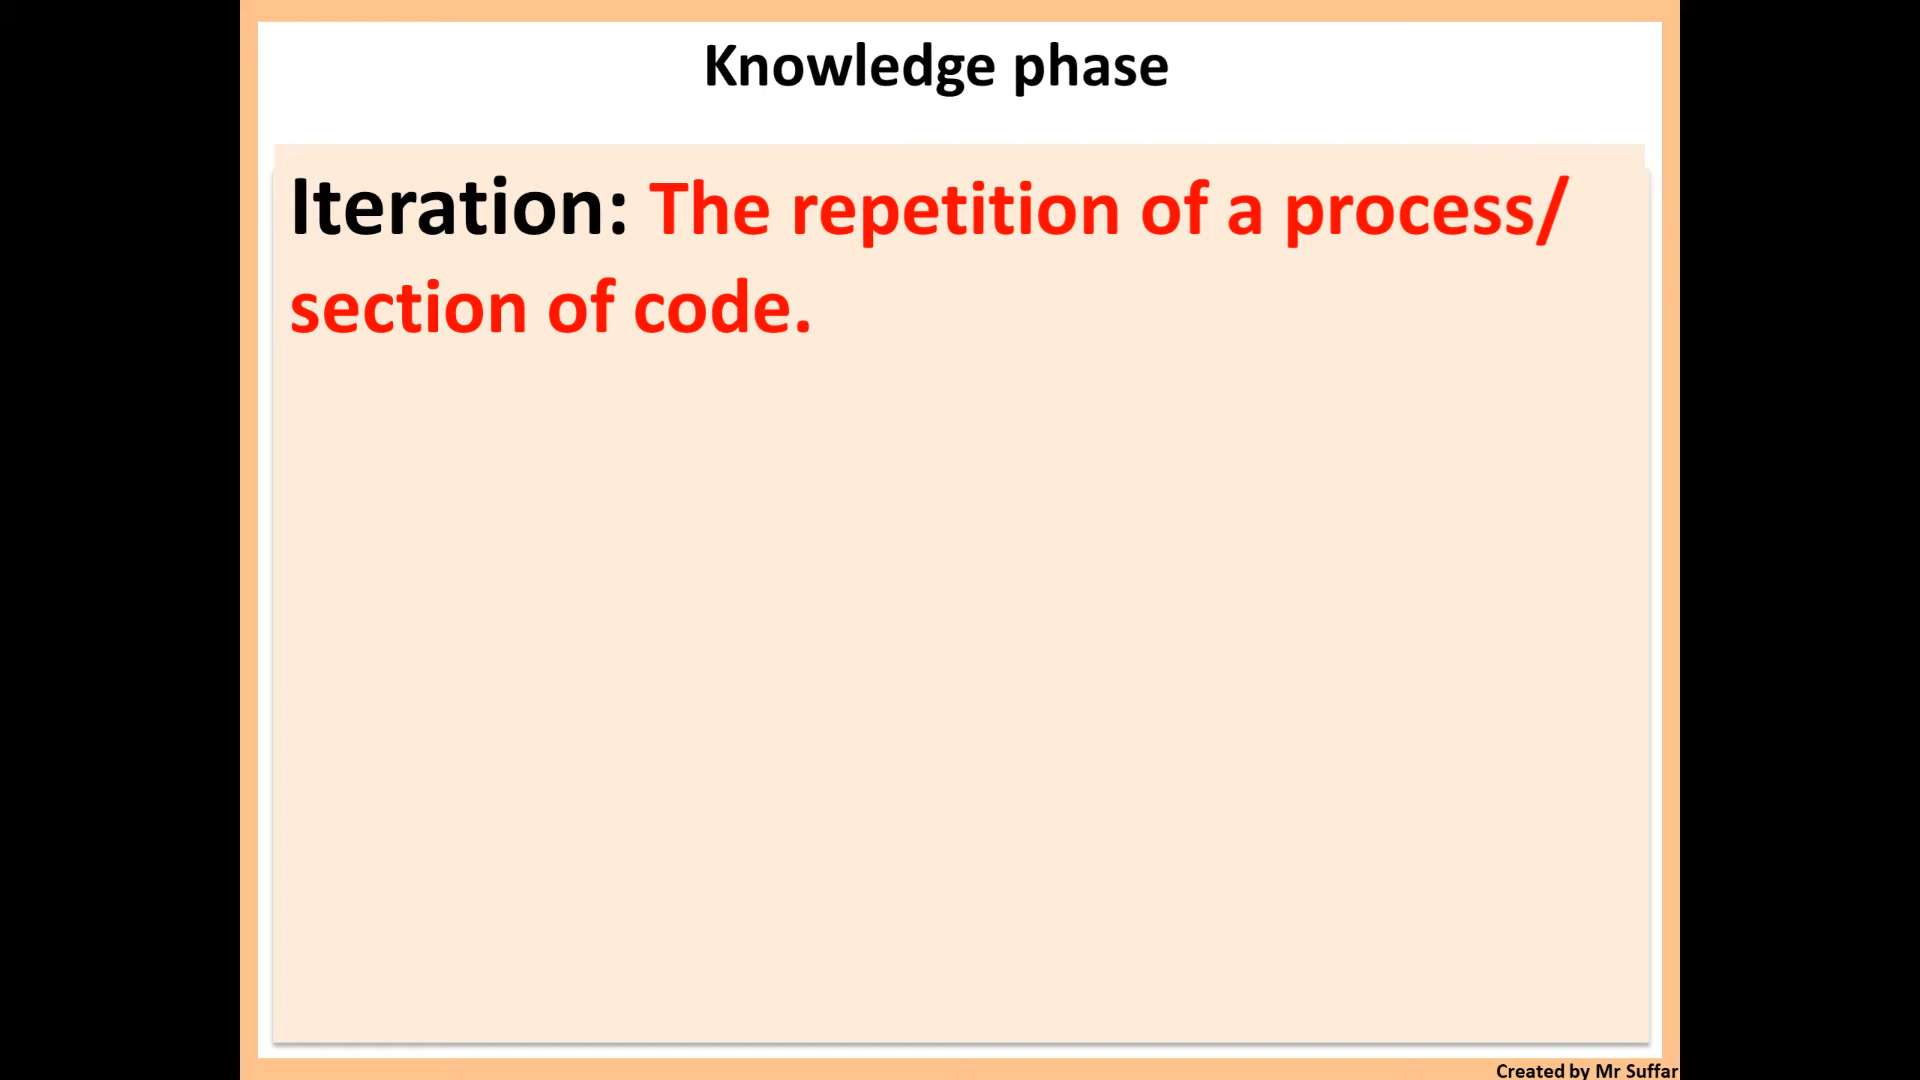 Knowledge phase
Iteration: The repetition of a process/
section of code.
Created by Mr Suffar